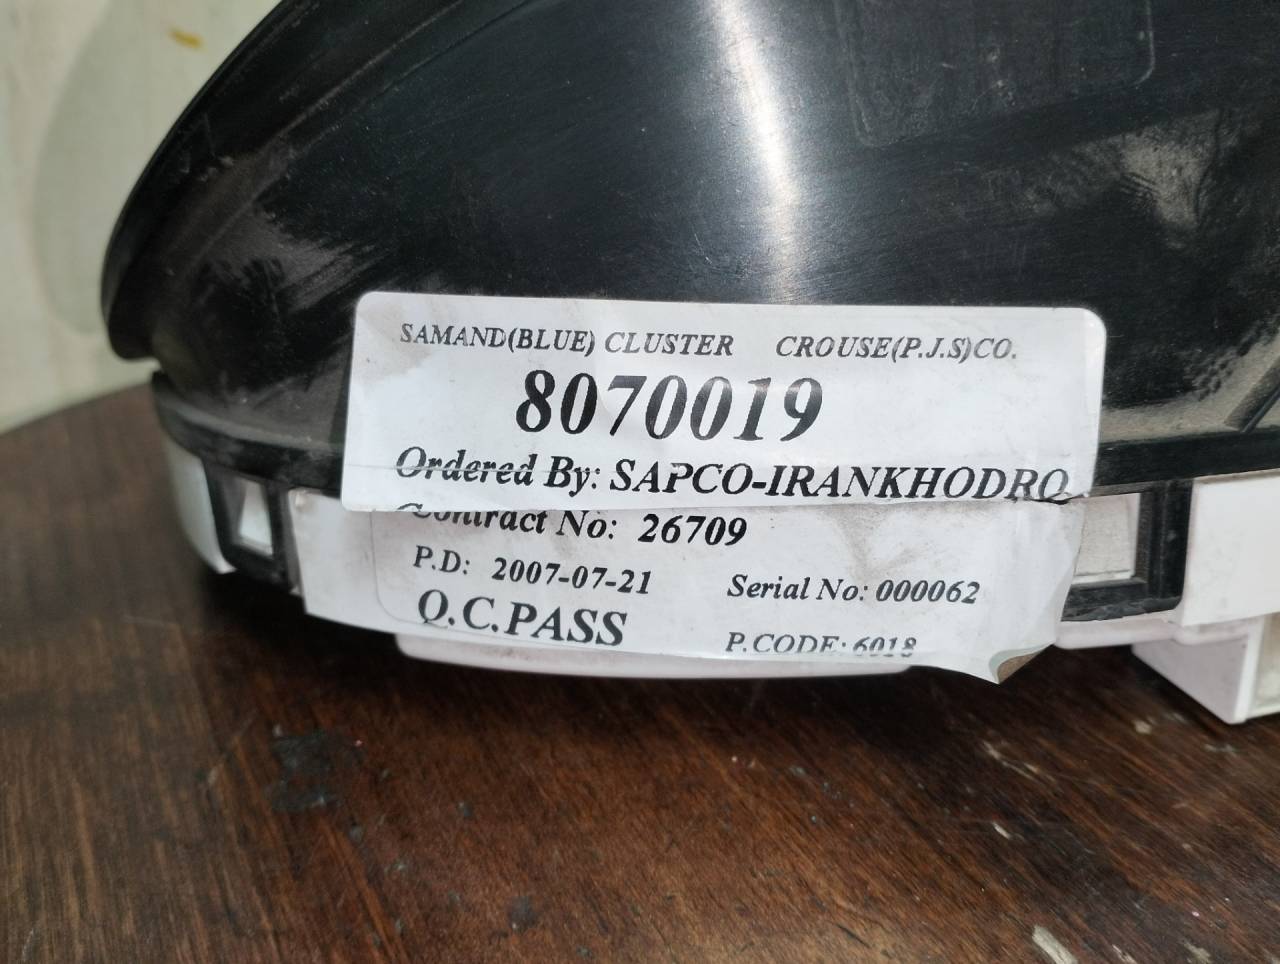 SAMAND(BLUE) CLUSTER CROUSE(P.J.S)CO.
8070019
Ordered By: SAPCO-IRANKHODRO
Contract No: 26709
P.D: 2007-07-21 Serial No: 000062
Q.C.PASS P.CODE: 6018